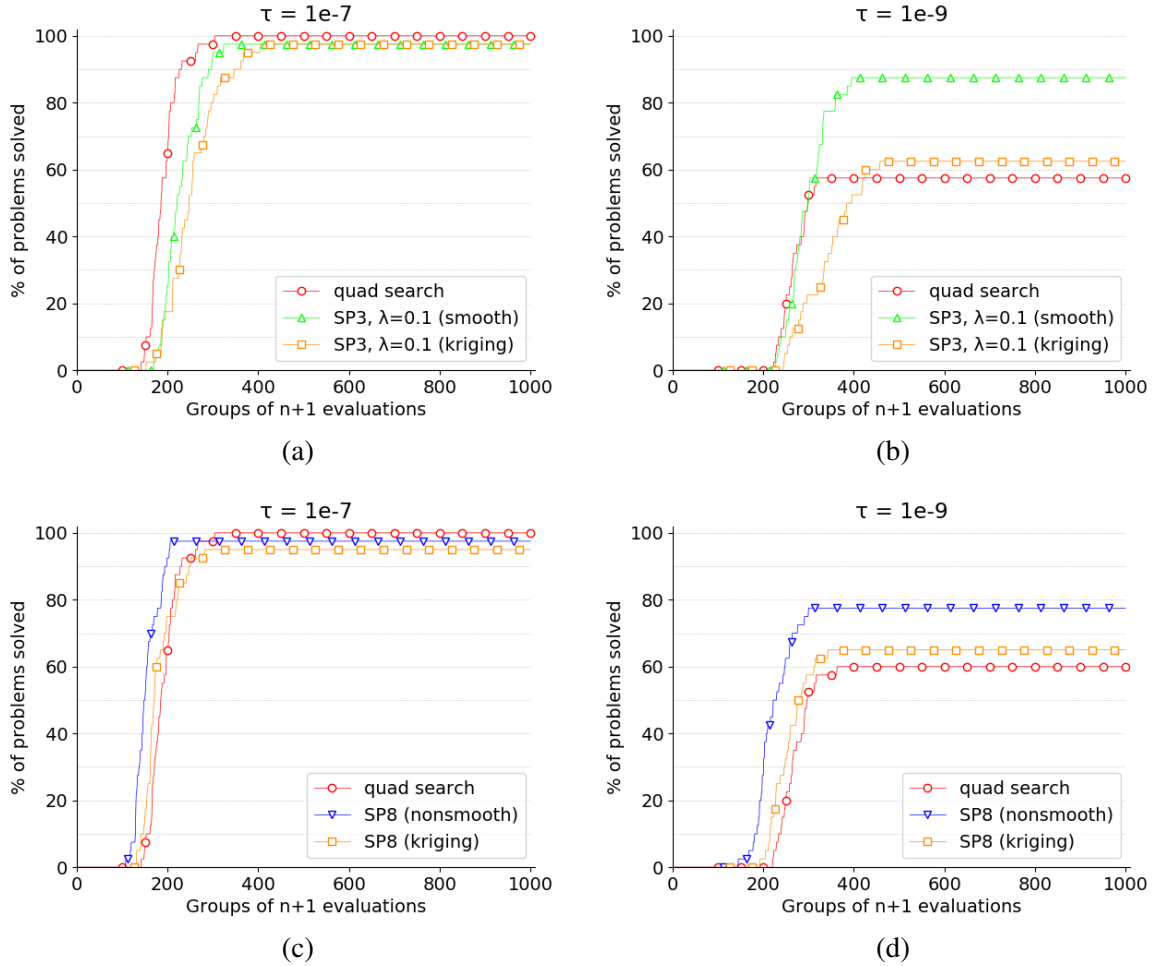 τ = 1e-7
% of problems solved
100
80
60
40
20
0
quad search
SP3, λ=0.1 (smooth)
SP3, λ=0.1 (kriging)
0 200 400 600 800 1000
Groups of n+1 evaluations
(a)
τ = 1e-9
% of problems solved
100
80
60
40
20
0
quad search
SP3, λ=0.1 (smooth)
SP3, λ=0.1 (kriging)
0 200 400 600 800 1000
Groups of n+1 evaluations
(b)
τ = 1e-7
% of problems solved
100
80
60
40
20
0
quad search
SP8 (nonsmooth)
SP8 (kriging)
0 200 400 600 800 1000
Groups of n+1 evaluations
(c)
τ = 1e-9
% of problems solved
100
80
60
40
20
0
quad search
SP8 (nonsmooth)
SP8 (kriging)
0 200 400 600 800 1000
Groups of n+1 evaluations
(d)